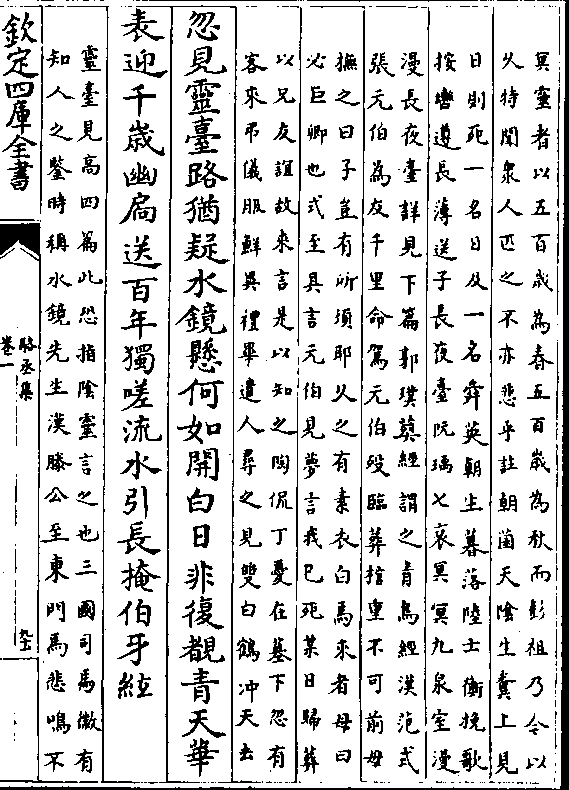 冥靈者以五百歲為春五百歲為秋而彭祖乃今以
久特聞衆人匹之不亦悲乎註朝菌天陰生糞上見
日則死一名日及一名舜英朝生暮落陸士衡挽歌
按轡遵長薄送子長夜臺阮瑀七哀冥冥九泉室漫
漫長夜臺詳見下篇郭璞葬經謂之青烏經漢范式
張元伯為友千里命駕元伯歿臨葬棺重不可前母
撫之曰子豈有所須耶久之有素衣白馬來者母曰
必巨卿也式至具言元伯見夢言我已死某日歸葬
以兄友誼故來言是以知之陶侃丁憂在墓下忽有
客來弔儀服鮮異禮畢遣人尋之見雙白鶴冲天去
忽見靈臺路猶疑水鏡懸何如開白日非復覩青天華
表迎千歲幽扃送百年獨嗟流水引長掩伯牙絃
靈臺見高四篇此恐指陰靈言之也三國司馬徽有
知人之鑒時稱水鏡先生漢滕公至東門馬悲鳴不
欽定四庫全書
駱丞集
卷一